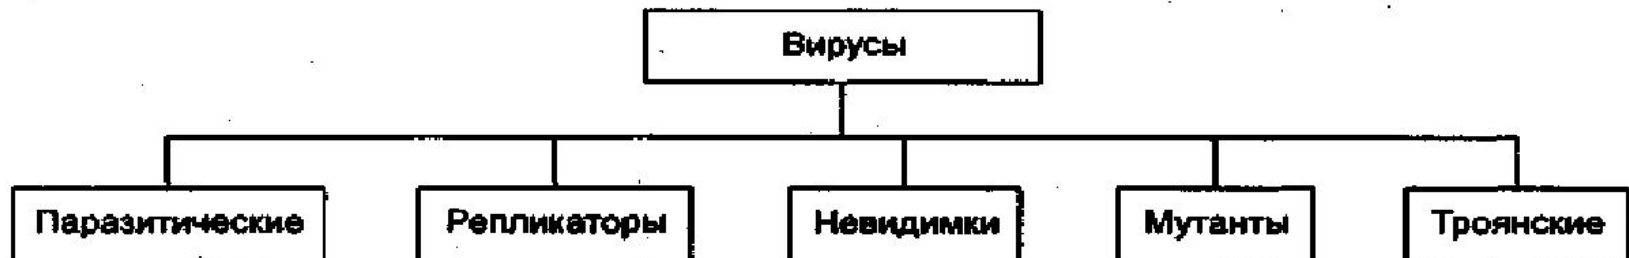 Вирусы
Паразитические Репликаторы Невидимки Мутанты Троянские